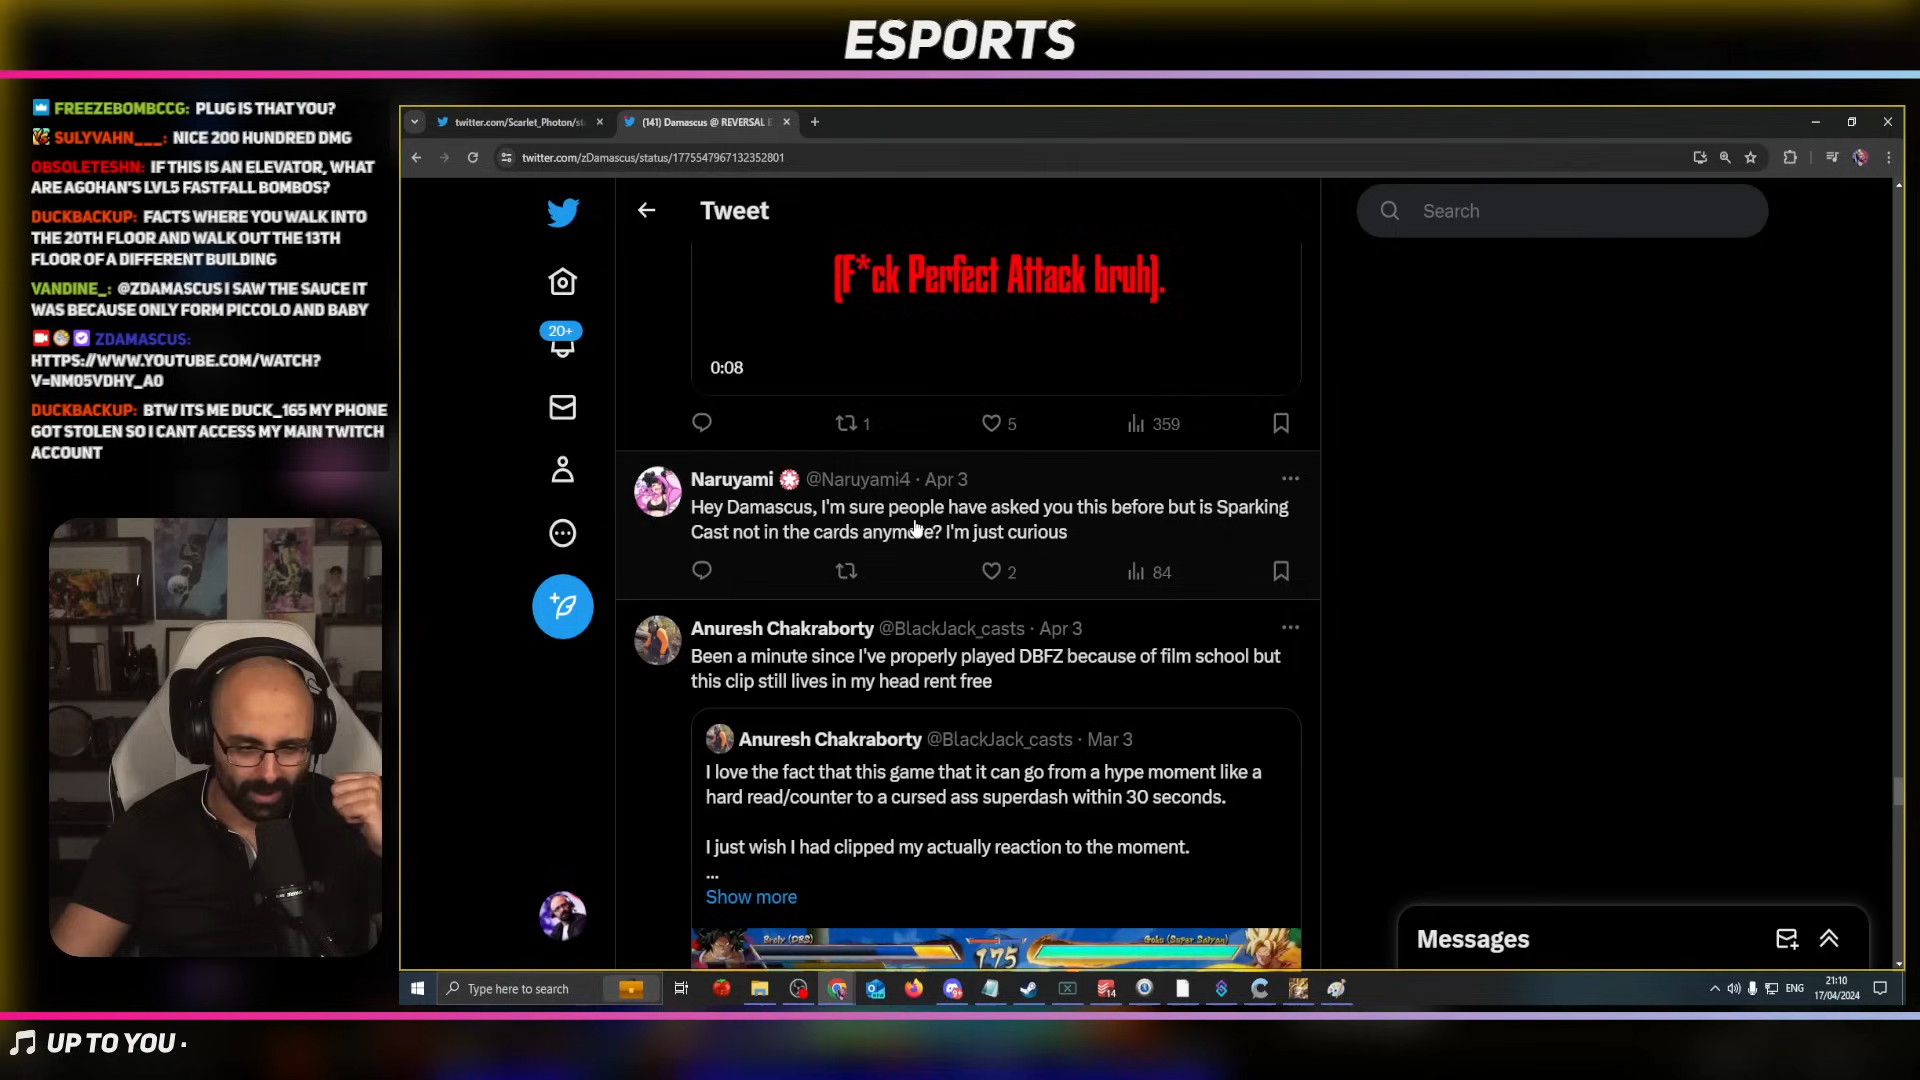 ESPORTS
FREEZEBOMBCCG: PLUG IS THAT YOU?
SULYVAHN___: NICE 200 HUNDRED DMG
OBSOLETESHN: IF THIS IS AN ELEVATOR, WHAT
ARE AGOHAN'S LVL5 FASTFALL BOMBOS?
DUCKBACKUP: FACTS WHERE YOU WALK INTO
THE 20TH FLOOR AND WALK OUT THE 13TH
FLOOR OF A DIFFERENT BUILDING
VANDINE_: @ZDAMASCUS I SAW THE SAUCE IT
WAS BECAUSE ONLY FORM PICCOLO AND BABY
ZDAMASCUS:
HTTPS://WWW.YOUTUBE.COM/WATCH?
V=NM05VDHY_A0
DUCKBACKUP: BTW ITS ME DUCK_165 MY PHONE
GOT STOLEN SO I CANT ACCESS MY MAIN TWITCH
ACCOUNT
twitter.com/Scarlet_Photon/st
(141) Damascus @ REVERSAL E
twitter.com/zDamascus/status/1775547967132352801
20+
Tweet
Search
[F*ck Perfect Attack bruh].
0:08
1 5 359
Naruyami @Naruyami4 · Apr 3
Hey Damascus, I'm sure people have asked you this before but is Sparking
Cast not in the cards anymore? I'm just curious
2 84
Anuresh Chakraborty @BlackJack_casts · Apr 3
Been a minute since I've properly played DBFZ because of film school but
this clip still lives in my head rent free
Anuresh Chakraborty @BlackJack_casts · Mar 3
I love the fact that this game that it can go from a hype moment like a
hard read/counter to a cursed ass superdash within 30 seconds.
I just wish I had clipped my actually reaction to the moment.
...
Show more
Broly (DBS)
175
Goku (Super Saiyan)
Messages
Type here to search
14
ENG
21:10
17/04/2024
UP TO YOU ·